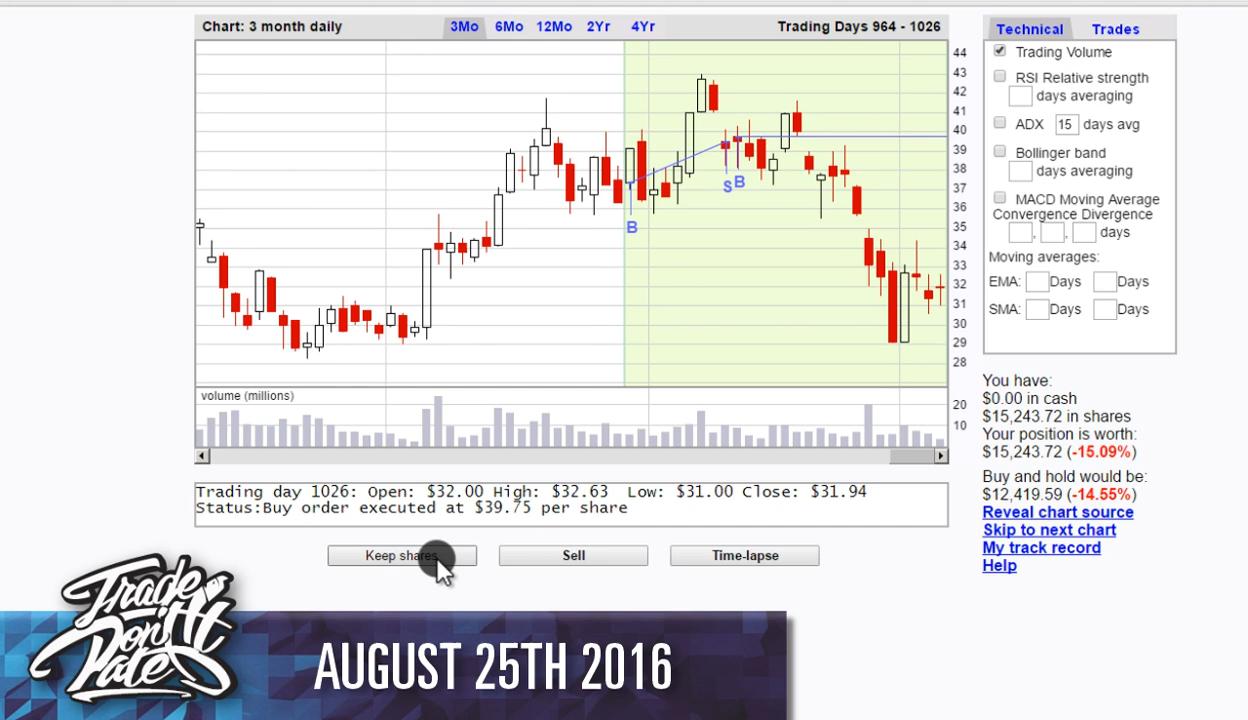 Chart: 3 month daily
3Mo 6Mo 12Mo 2Yr 4Yr
Trading Days 964 - 1026
44
43
42
41
40
39
38
37
36
35
34
33
32
31
30
29
28
B
S
B
volume (millions)
20
10
Trading day 1026: Open: $32.00 High: $32.63 Low: $31.00 Close: $31.94
Status:Buy order executed at $39.75 per share
Keep shares
Sell
Time-lapse
Technical Trades
Trading Volume
RSI Relative strength
days averaging
ADX 15 days avg
Bollinger band
days averaging
MACD Moving Average
Convergence Divergence
, , days
Moving averages:
EMA: Days Days
SMA: Days Days
You have:
$0.00 in cash
$15,243.72 in shares
Your position is worth:
$15,243.72 (-15.09%)
Buy and hold would be:
$12,419.59 (-14.55%)
Reveal chart source
Skip to next chart
My track record
Help
Trade
Don't
Hate
AUGUST 25TH 2016